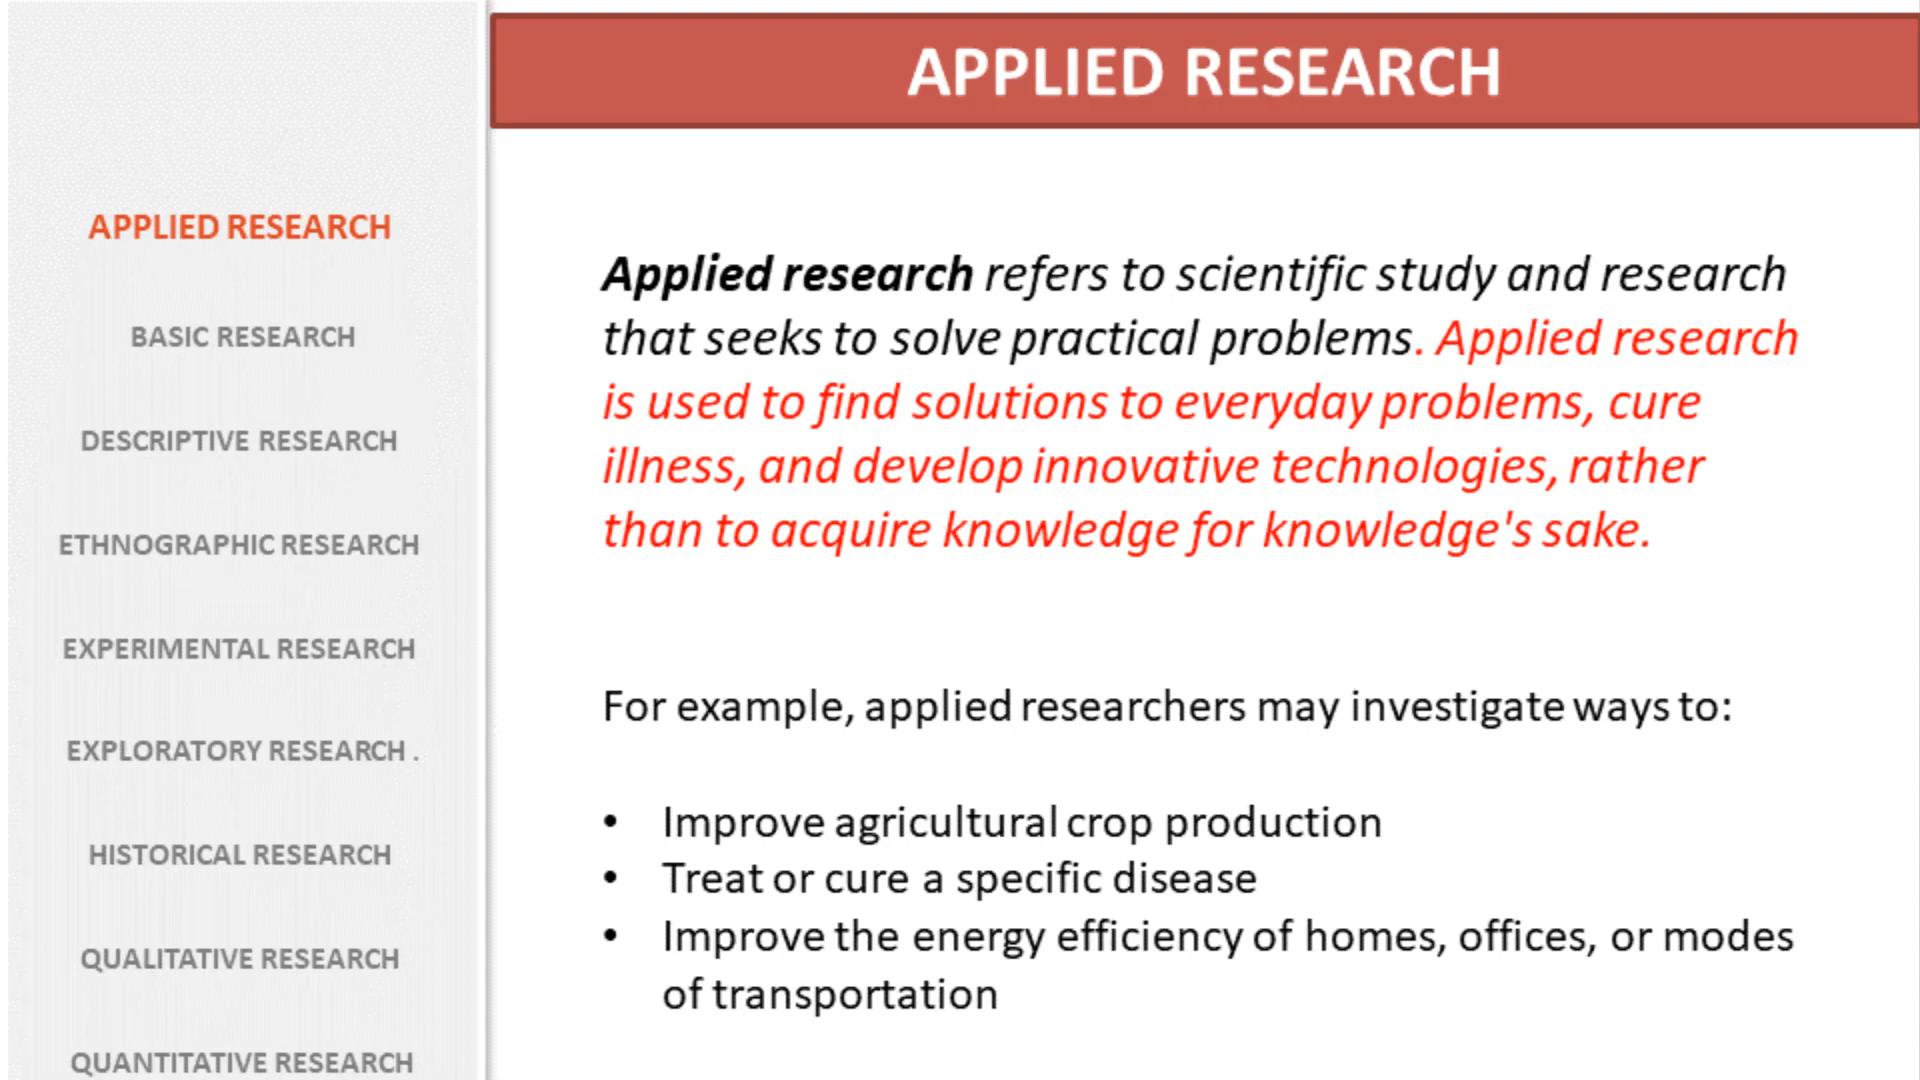 APPLIED RESEARCH
APPLIED RESEARCH
BASIC RESEARCH
DESCRIPTIVE RESEARCH
ETHNOGRAPHIC RESEARCH
EXPERIMENTAL RESEARCH
EXPLORATORY RESEARCH .
HISTORICAL RESEARCH
QUALITATIVE RESEARCH
QUANTITATIVE RESEARCH
Applied research refers to scientific study and research
that seeks to solve practical problems. Applied research
is used to find solutions to everyday problems, cure
illness, and develop innovative technologies, rather
than to acquire knowledge for knowledge's sake.
For example, applied researchers may investigate ways to:
• Improve agricultural crop production
• Treat or cure a specific disease
• Improve the energy efficiency of homes, offices, or modes
of transportation